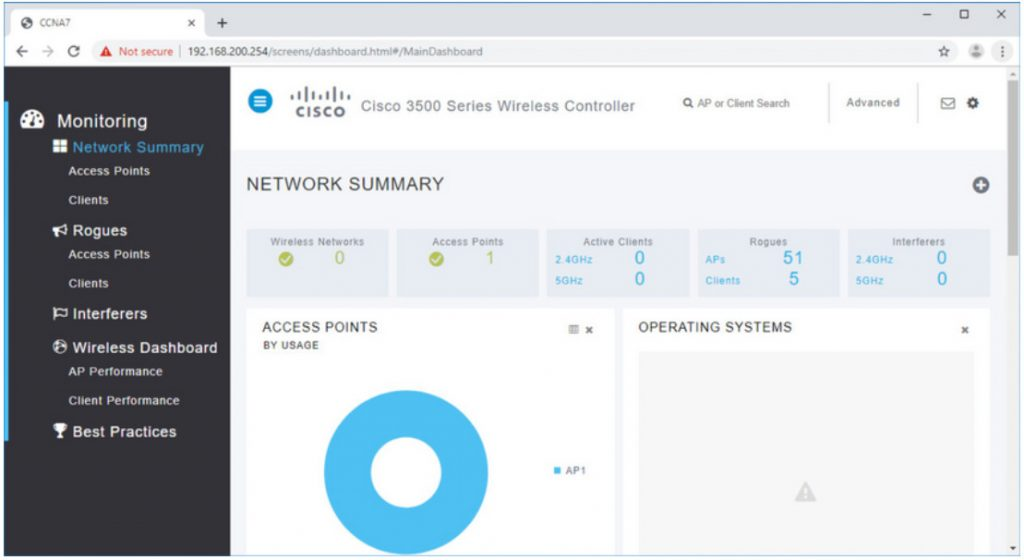 CCNA7
Not secure | 192.168.200.254/screens/dashboard.html#/MainDashboard
Monitoring
Network Summary
Access Points
Clients
Rogues
Access Points
Clients
Interferers
Wireless Dashboard
AP Performance
Client Performance
Best Practices
CISCO
Cisco 3500 Series Wireless Controller
AP or Client Search
Advanced
NETWORK SUMMARY
Wireless Networks
0
Access Points
1
Active Clients
2.4GHz 0
5GHz 0
Rogues
APs 51
Clients 5
Interferers
2.4GHz 0
5GHz 0
ACCESS POINTS
BY USAGE
AP1
OPERATING SYSTEMS